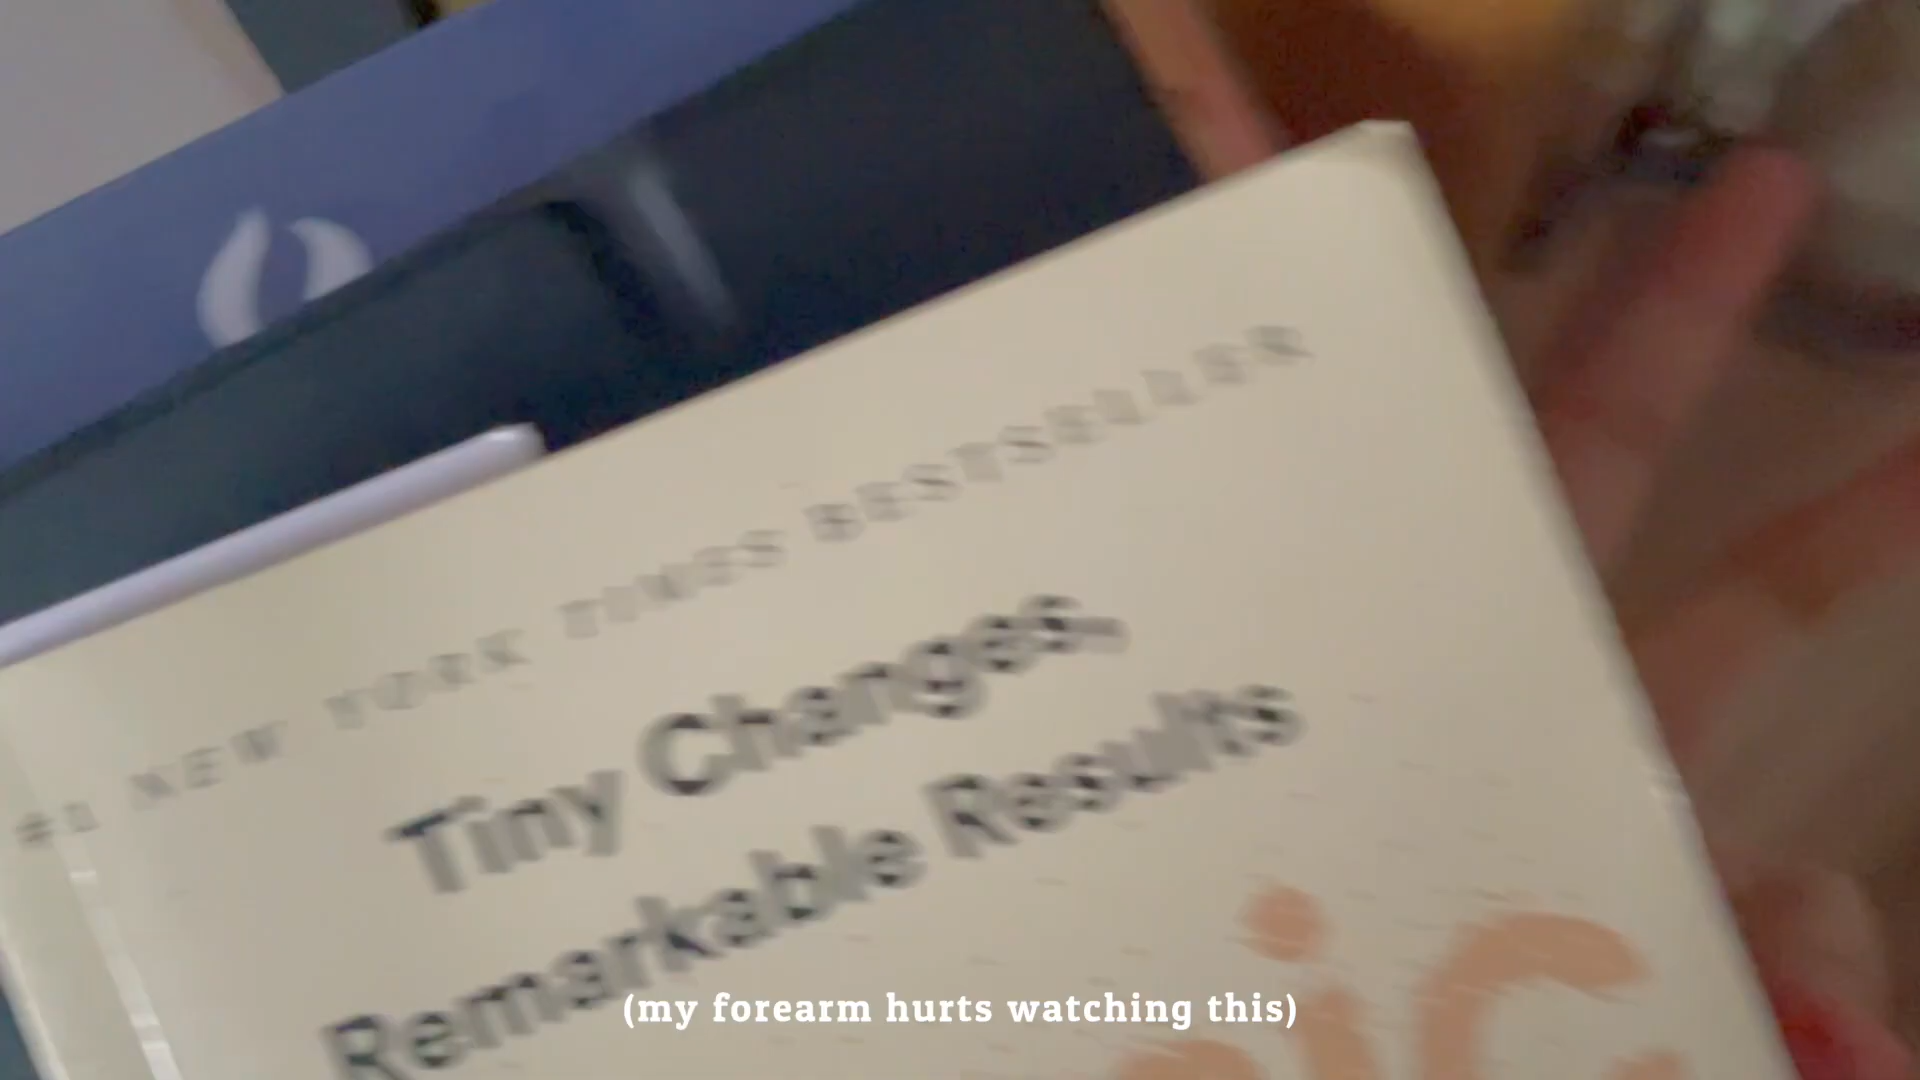 #1 NEW YORK TIMES BESTSELLER
Tiny Changes,
Remarkable Results
(my forearm hurts watching this)